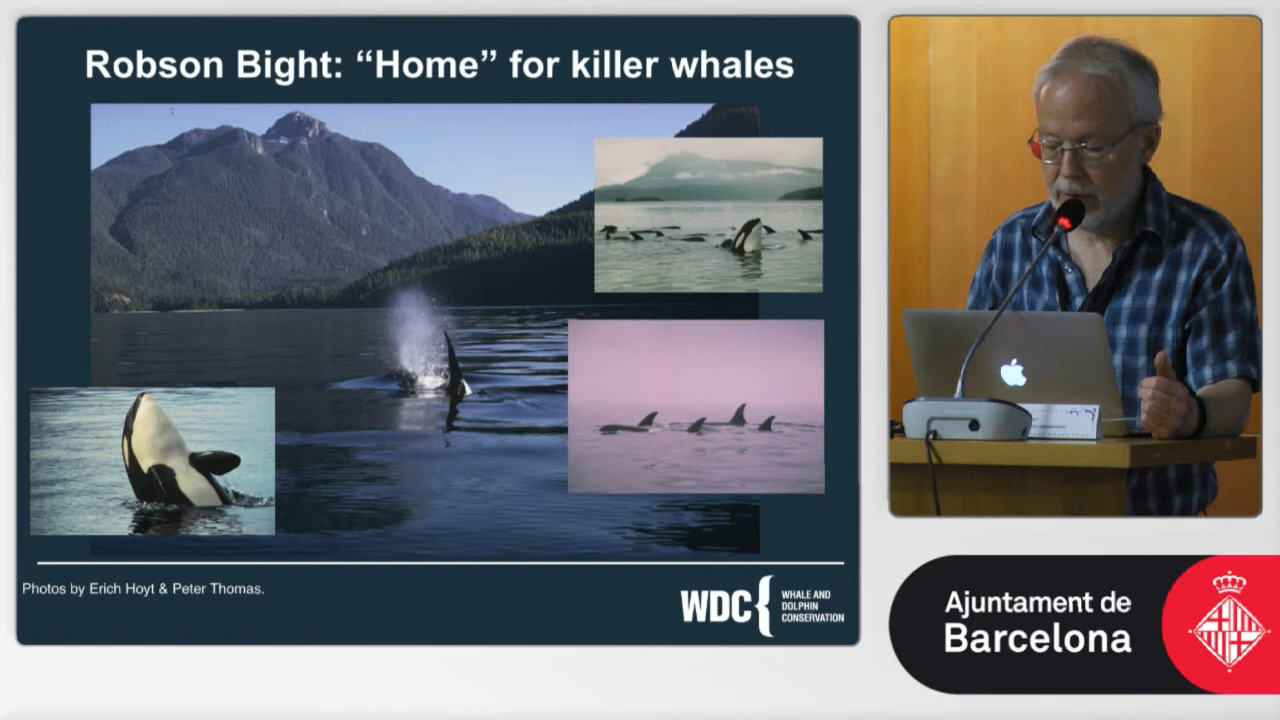 Robson Bight: “Home” for killer whales
Photos by Erich Hoyt & Peter Thomas.
WDC
WHALE AND
DOLPHIN
CONSERVATION
Ajuntament de
Barcelona